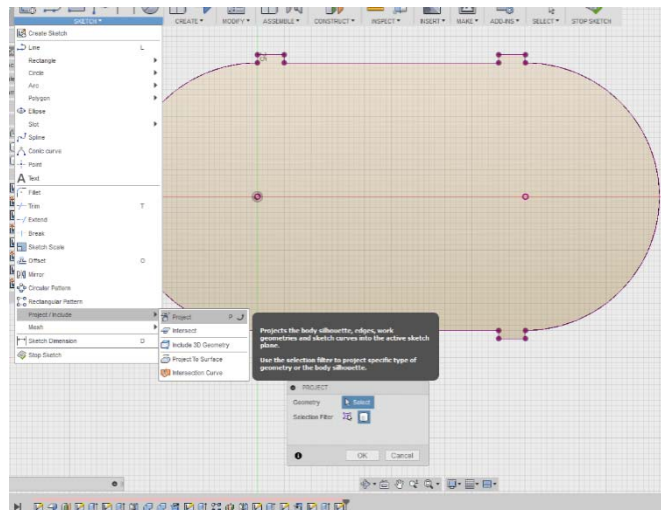 SKETCH CREATE MODIFY ASSEMBLE CONSTRUCT INSPECT INSERT MAKE ADD-INS SELECT STOP SKETCH
Create Sketch
Line L
Rectangle
Circle
Arc
Polygon
Ellipse
Slot
Spline
Conic curve
Point
Text
Fillet
Trim T
Extend
Break
Sketch Scale
Offset O
Mirror
Circular Pattern
Rectangular Pattern
Project / Include
Mesh
Sketch Dimension D
Stop Sketch
Project P
Intersect
Include 3D Geometry
Project To Surface
Intersection Curve
Projects the body silhouette, edges, work
geometries and sketch curves into the active sketch
plane.
Use the selection filter to project specific type of
geometry or the body silhouette.
PROJECT
Geometry Select
Selection Filter
OK Cancel